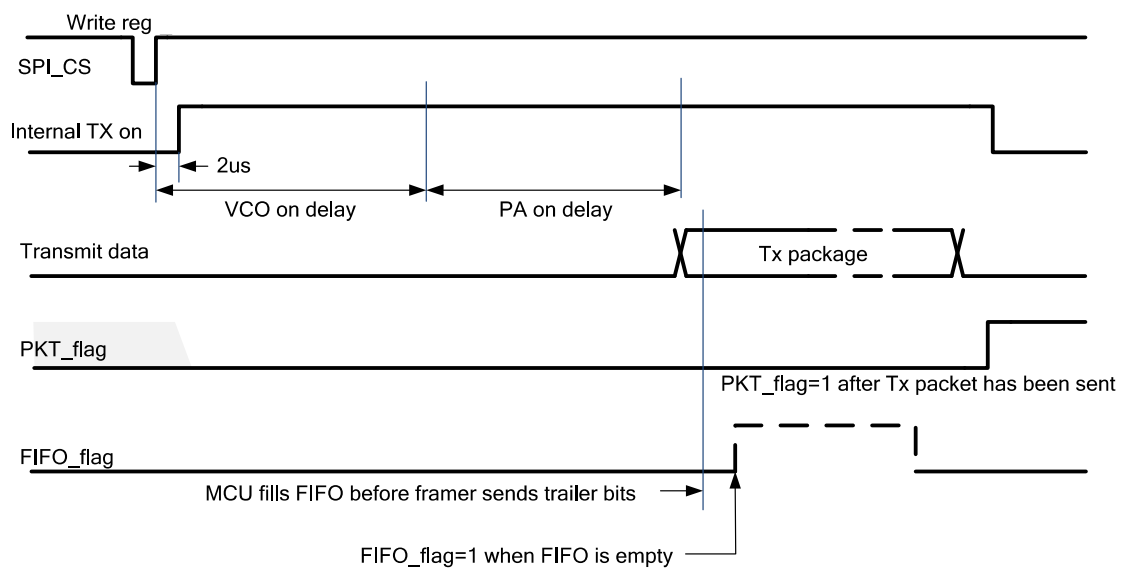 Write reg
SPI_CS
Internal TX on
2us
VCO on delay
PA on delay
Transmit data
Tx package
PKT_flag
PKT_flag=1 after Tx packet has been sent
FIFO_flag
MCU fills FIFO before framer sends trailer bits
FIFO_flag=1 when FIFO is empty